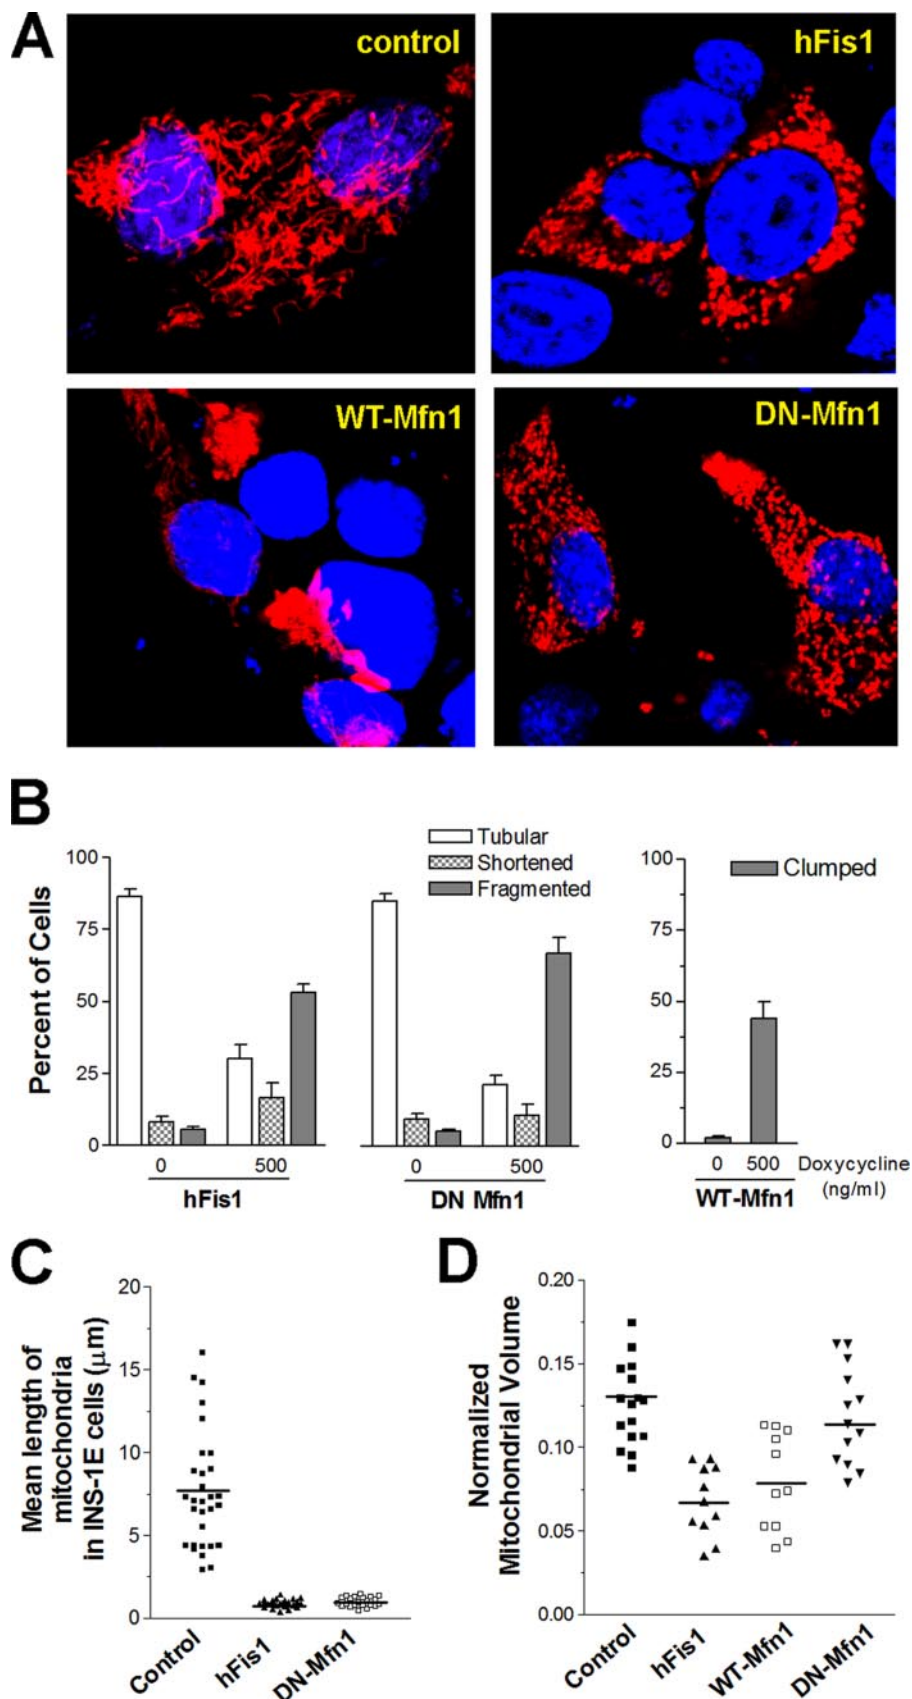 A
control
hFis1
WT-Mfn1
DN-Mfn1
B
Percent of Cells
100
75
50
25
0
Tubular
Shortened
Fragmented
100
75
50
25
0
Clumped
0
500
0
500
0
500
Doxycycline
(ng/ml)
hFis1
DN Mfn1
WT-Mfn1
C
Mean length of
mitochondria
in INS-1E cells (μm)
20
15
10
5
0
Control
hFis1
DN-Mfn1
D
Normalized
Mitochondrial Volume
0.20
0.15
0.10
0.05
0.00
Control
hFis1
WT-Mfn1
DN-Mfn1